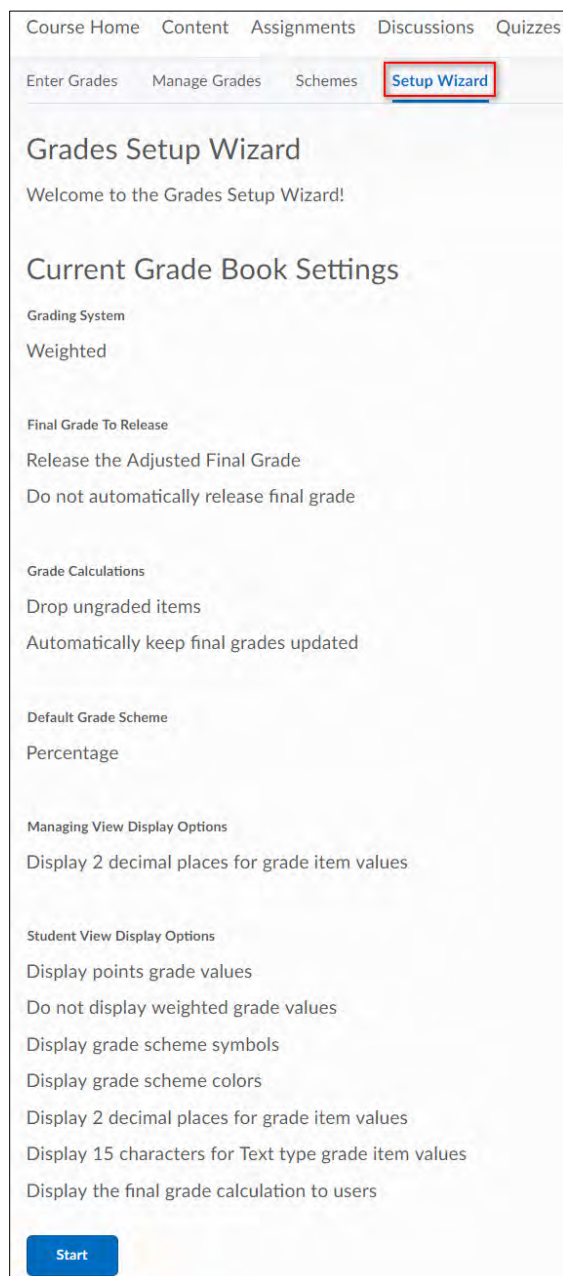 Course Home Content Assignments Discussions Quizzes
Enter Grades Manage Grades Schemes Setup Wizard
Grades Setup Wizard
Welcome to the Grades Setup Wizard!
Current Grade Book Settings
Grading System
Weighted
Final Grade To Release
Release the Adjusted Final Grade
Do not automatically release final grade
Grade Calculations
Drop ungraded items
Automatically keep final grades updated
Default Grade Scheme
Percentage
Managing View Display Options
Display 2 decimal places for grade item values
Student View Display Options
Display points grade values
Do not display weighted grade values
Display grade scheme symbols
Display grade scheme colors
Display 2 decimal places for grade item values
Display 15 characters for Text type grade item values
Display the final grade calculation to users
Start